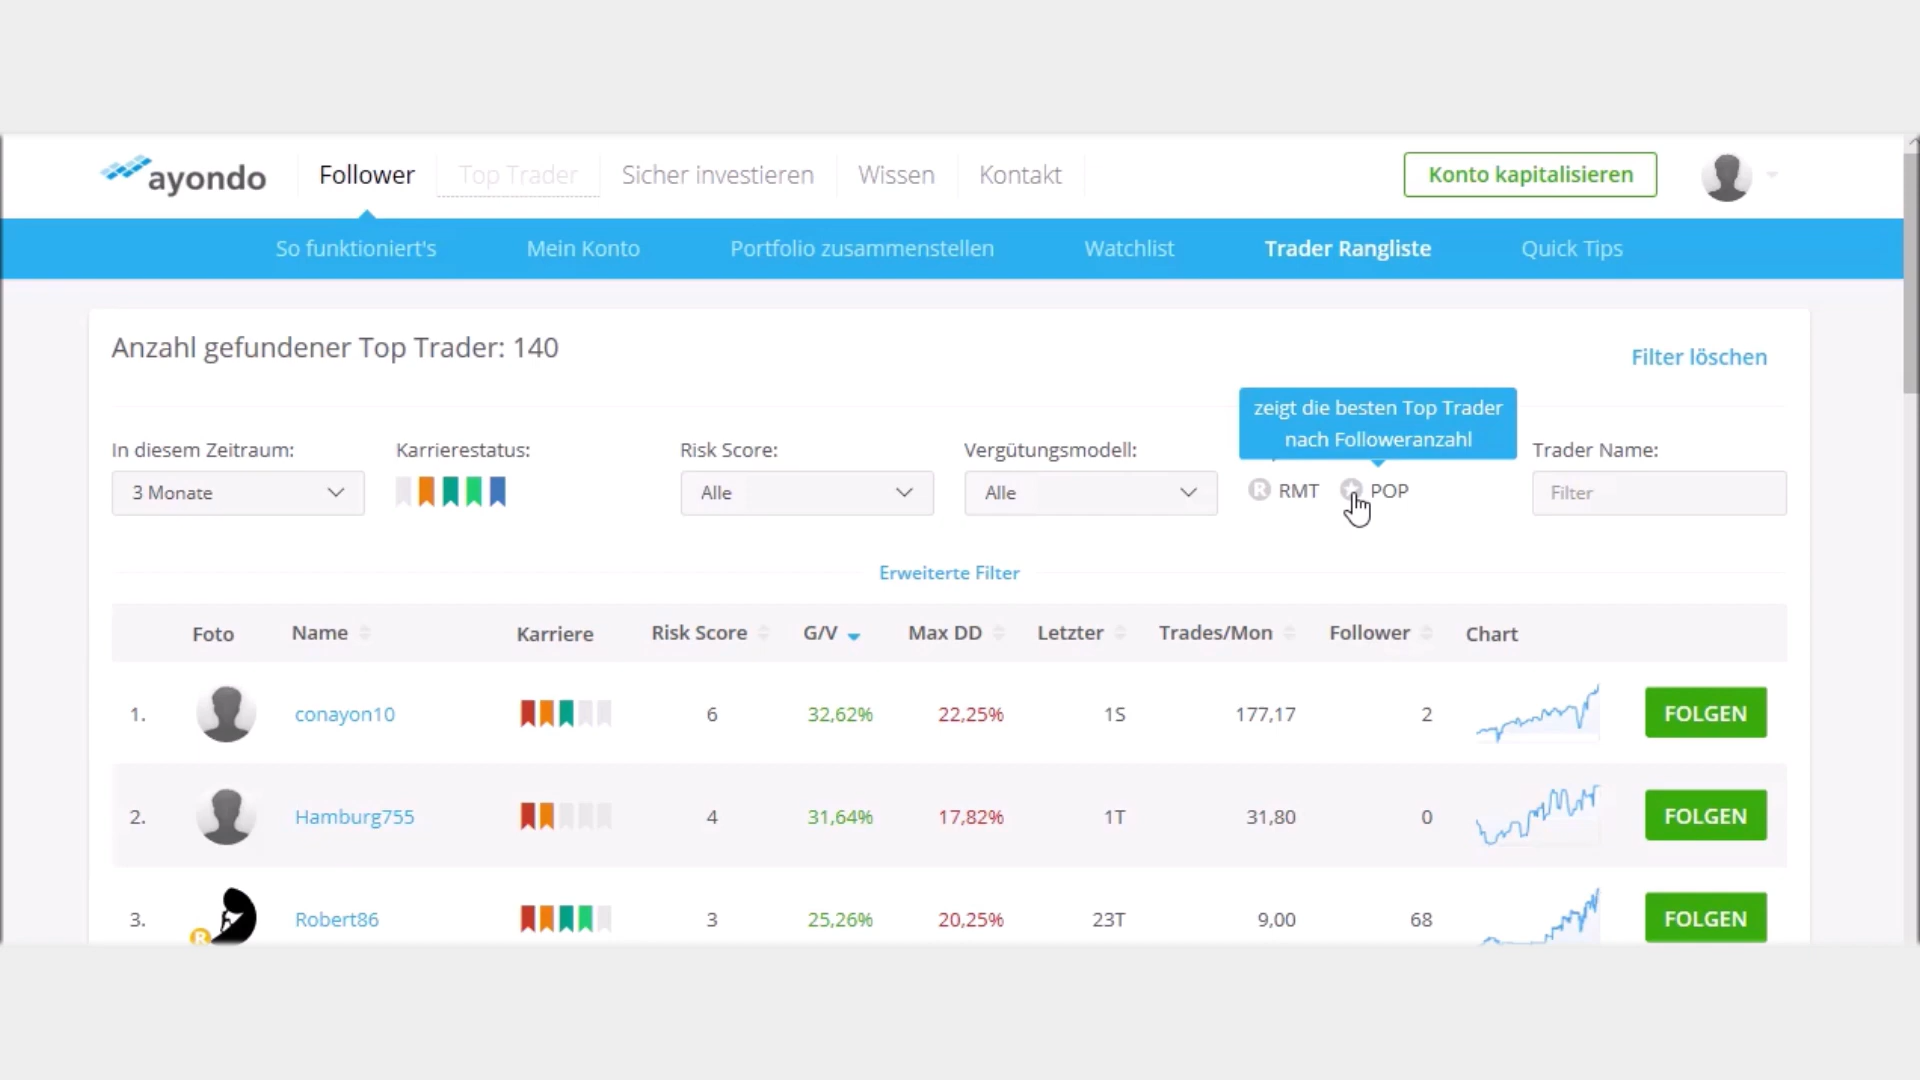 ayondo
Follower
Top Trader
Sicher investieren
Wissen
Kontakt
Konto kapitalisieren
So funktioniert's
Mein Konto
Portfolio zusammenstellen
Watchlist
Trader Rangliste
Quick Tips
Anzahl gefundener Top Trader: 140
Filter löschen
zeigt die besten Top Trader
nach Followeranzahl
In diesem Zeitraum:
Karrierestatus:
Risk Score:
Vergütungsmodell:
Trader Name:
3 Monate
Alle
Alle
R RMT
POP
Filter
Erweiterte Filter
Foto Name Karriere Risk Score G/V Max DD Letzter Trades/Mon Follower Chart
1. conayon10 6 32,62% 22,25% 1S 177,17 2 FOLGEN
2. Hamburg755 4 31,64% 17,82% 1T 31,80 0 FOLGEN
3. R Robert86 3 25,26% 20,25% 23T 9,00 68 FOLGEN